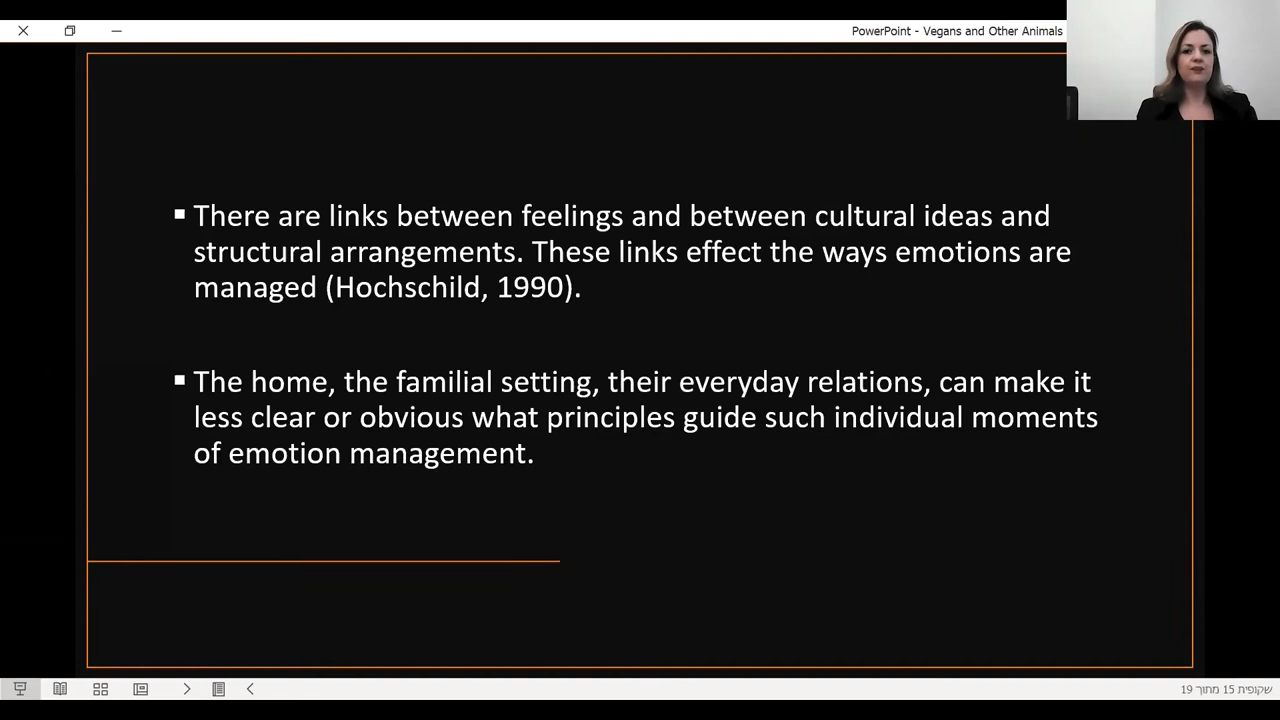 PowerPoint - Vegans and Other Animals
▪ There are links between feelings and between cultural ideas and
structural arrangements. These links effect the ways emotions are
managed (Hochschild, 1990).
▪ The home, the familial setting, their everyday relations, can make it
less clear or obvious what principles guide such individual moments
of emotion management.
שקופית 15 מתוך 19